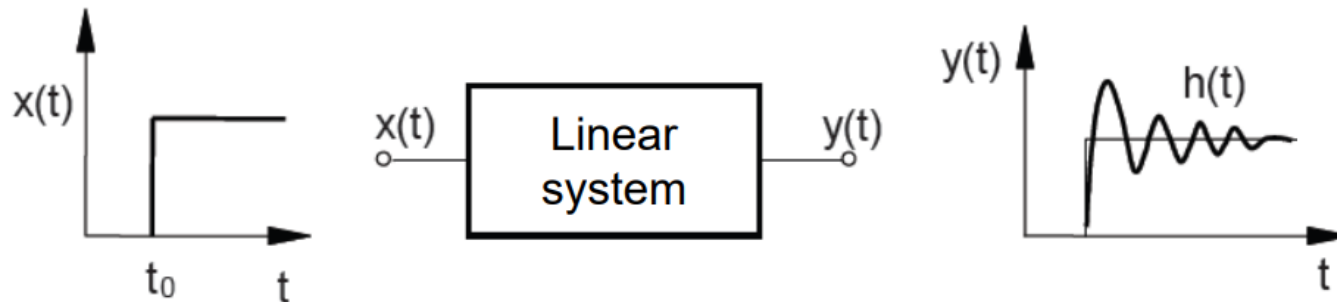 x(t)
t₀
t
x(t)
Linear
system
y(t)
y(t)
h(t)
t